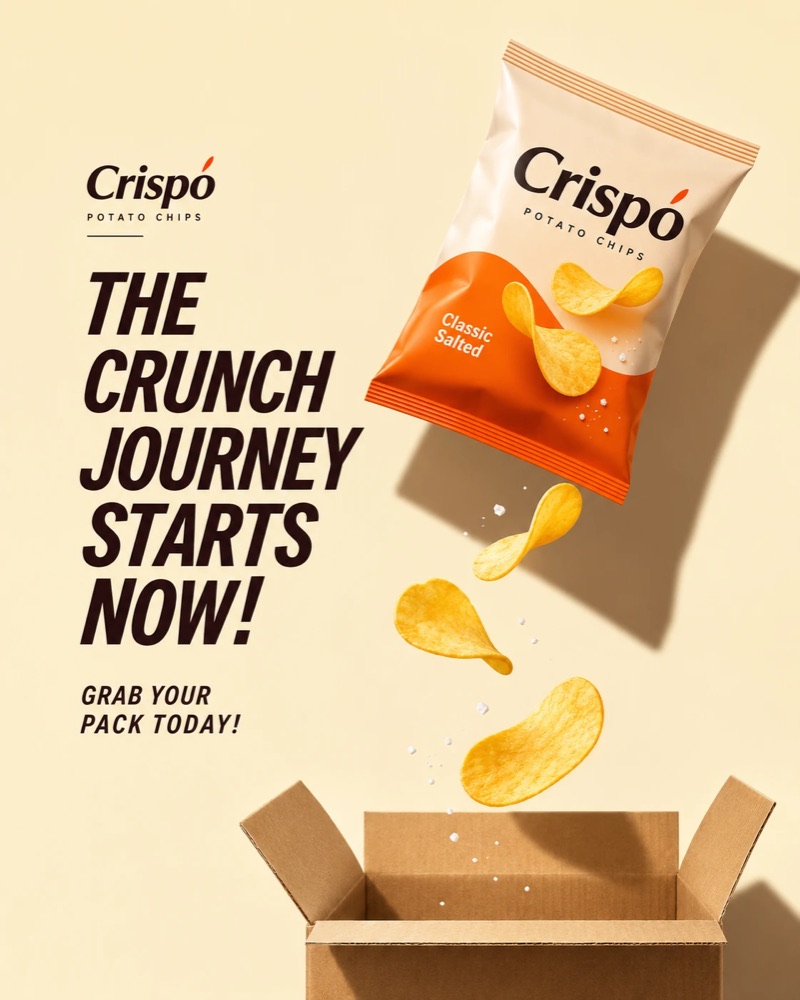 Crispó
POTATO CHIPS
THE
CRUNCH
JOURNEY
STARTS
NOW!
GRAB YOUR
PACK TODAY!
Crispó
POTATO CHIPS
Classic
Salted